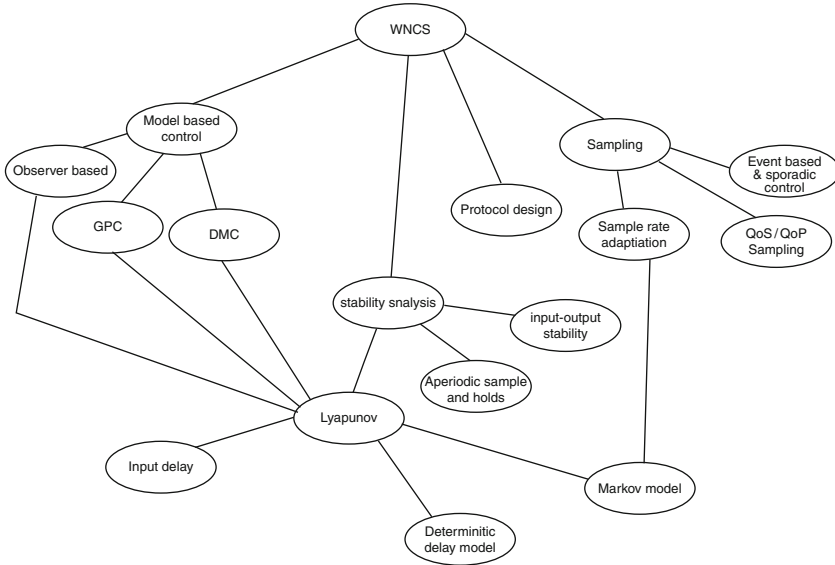 WNCS
Model based
control
Sampling
Observer based
Event based
& sporadic
control
Protocol design
GPC
DMC
Sample rate
adaptiation
QoS/QoP
Sampling
stability snalysis
input-output
stability
Aperiodic sample
and holds
Lyapunov
Input delay
Markov model
Determinitic
delay model